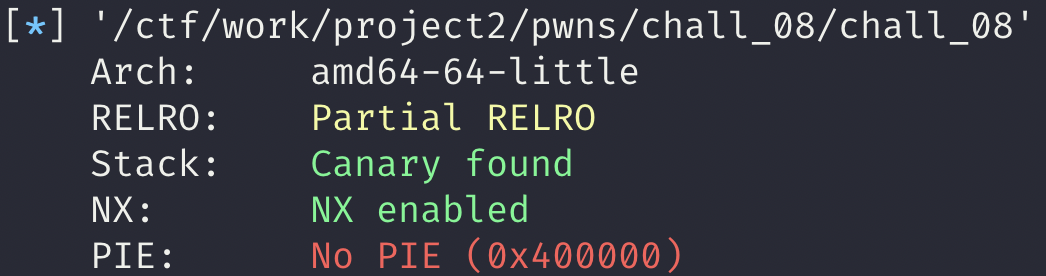 [*] '/ctf/work/project2/pwns/chall_08/chall_08'
Arch: amd64-64-little
RELRO: Partial RELRO
Stack: Canary found
NX: NX enabled
PIE: No PIE (0x400000)